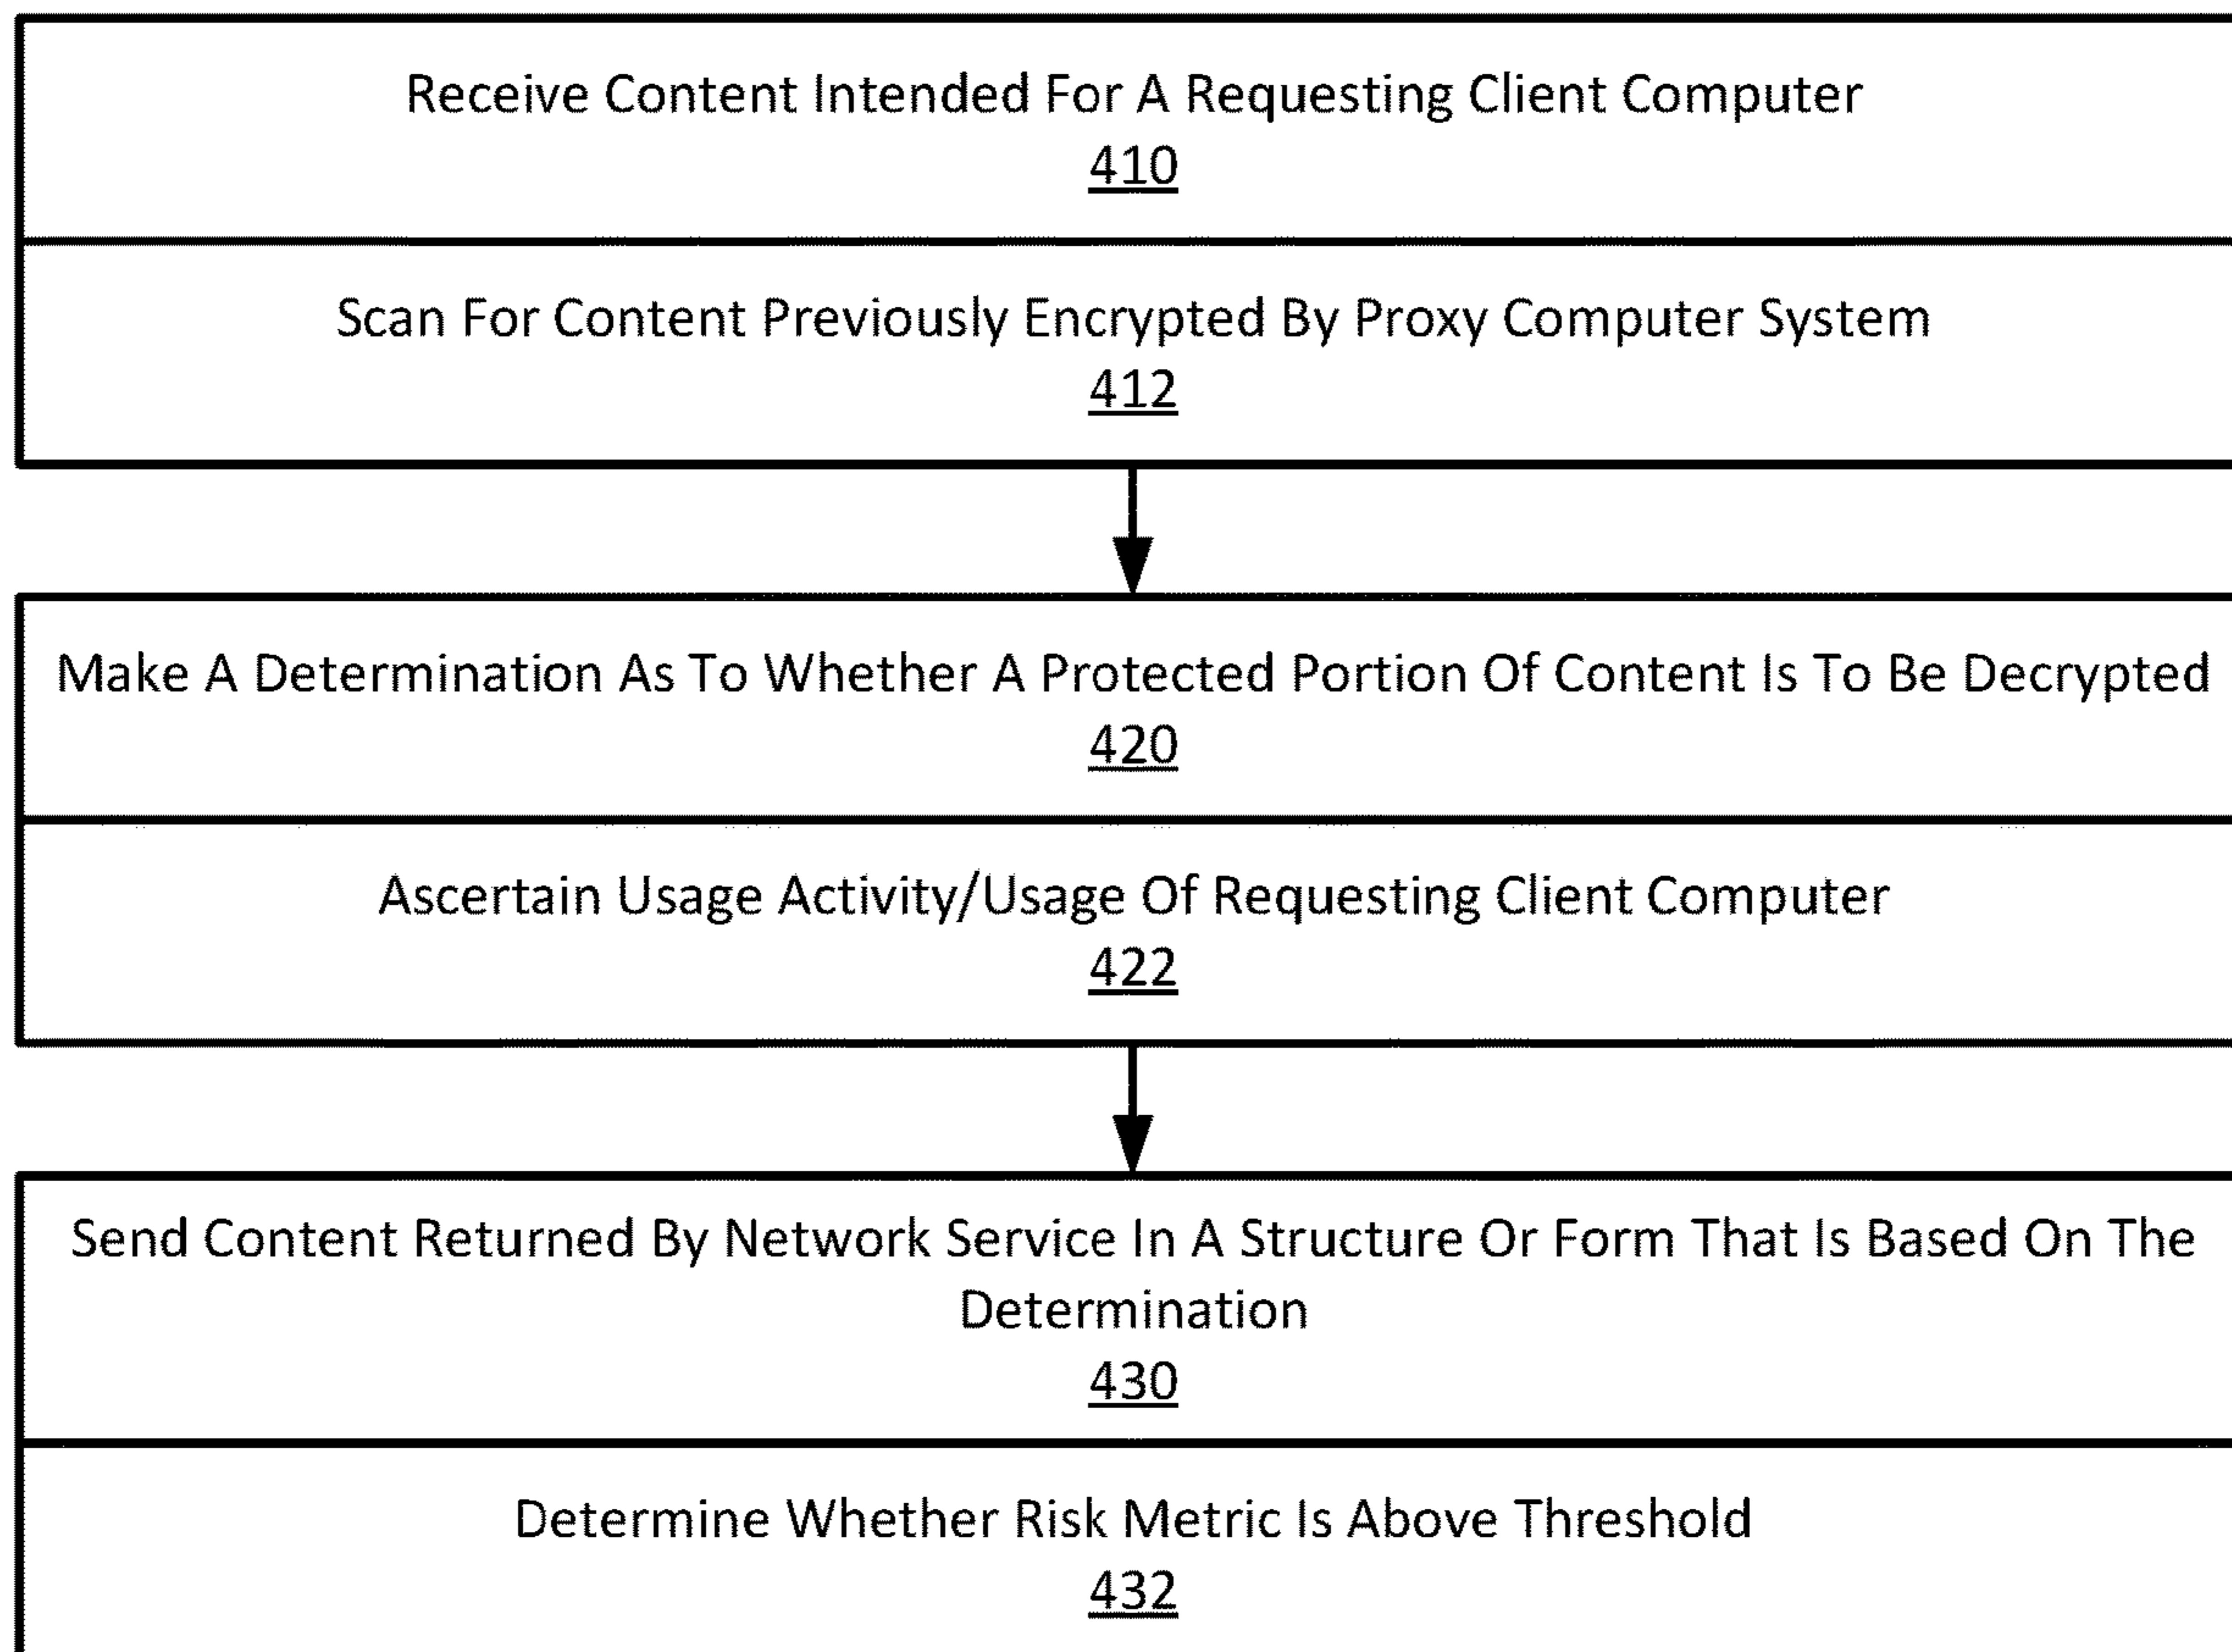 Receive Content Intended For A Requesting Client Computer
410
Scan For Content Previously Encrypted By Proxy Computer System
412
Make A Determination As To Whether A Protected Portion Of Content Is To Be Decrypted
420
Ascertain Usage Activity/Usage Of Requesting Client Computer
422
Send Content Returned By Network Service In A Structure Or Form That Is Based On The
Determination
430
Determine Whether Risk Metric Is Above Threshold
432